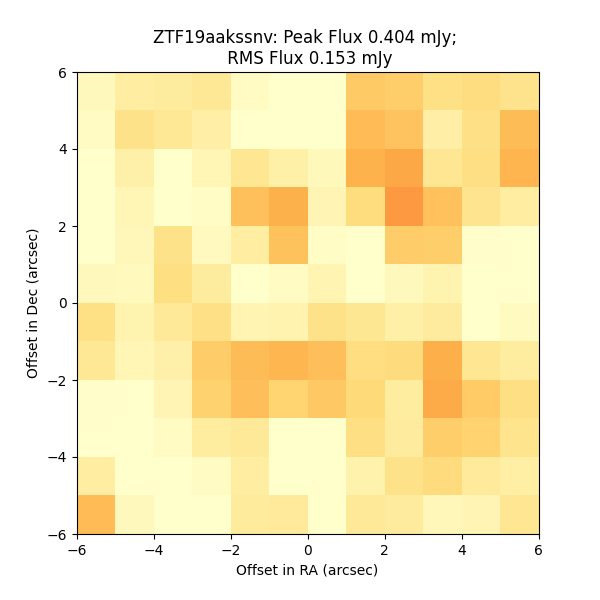 ZTF19aakssnv: Peak Flux 0.404 mJy;
RMS Flux 0.153 mJy
6
4
2
0
−2
−4
−6
Offset in Dec (arcsec)
−6 −4 −2 0 2 4 6
Offset in RA (arcsec)